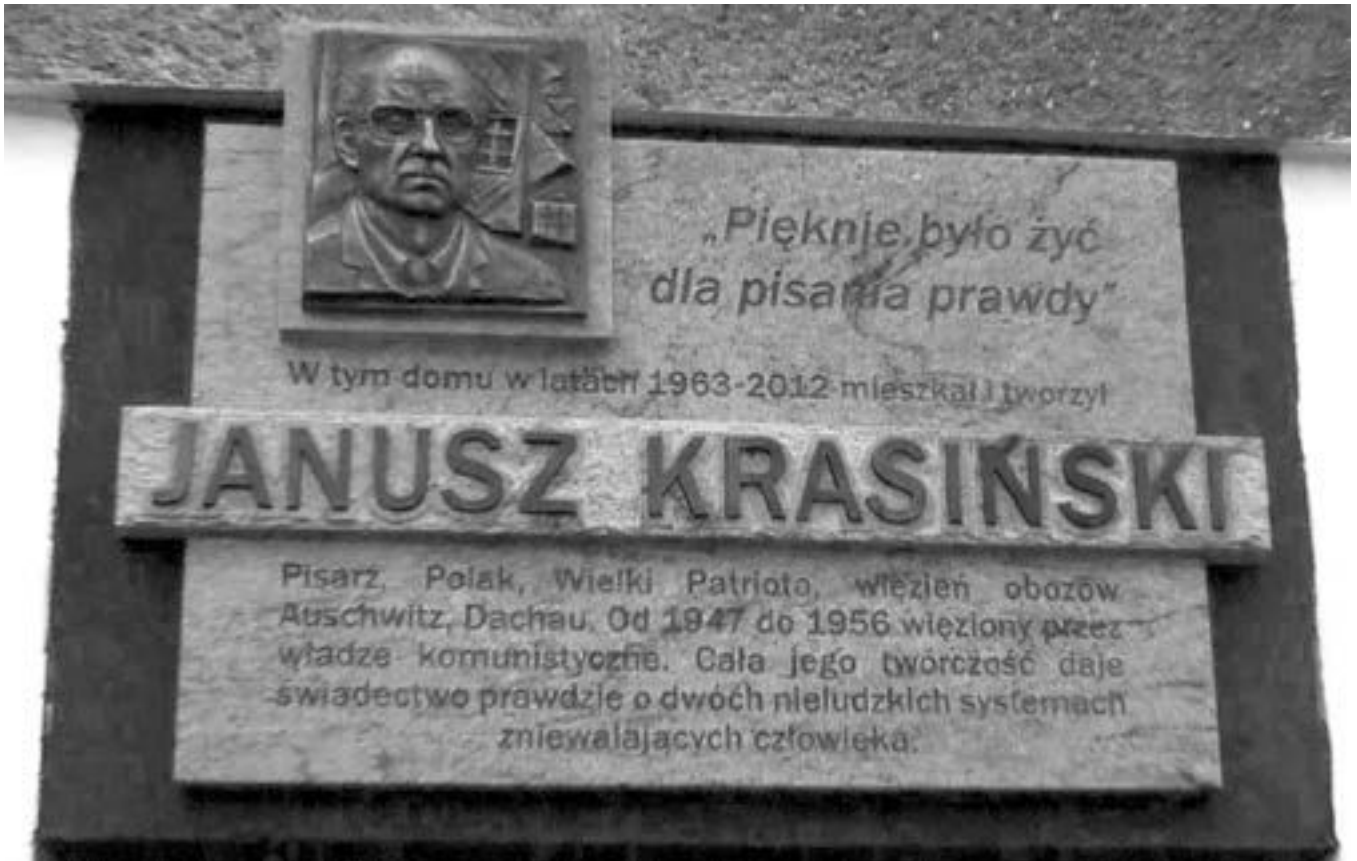 „Pięknie było żyć
dla pisania prawdy”
W tym domu w latach 1963-2012 mieszkał i tworzył
JANUSZ KRASIŃSKI
Pisarz, Polak, Wielki Patriota, więzień obozów
Auschwitz, Dachau. Od 1947 do 1956 więziony przez
władze komunistyczne. Cała jego twórczość daje
świadectwo prawdzie o dwóch nieludzkich systemach
zniewalających człowieka.